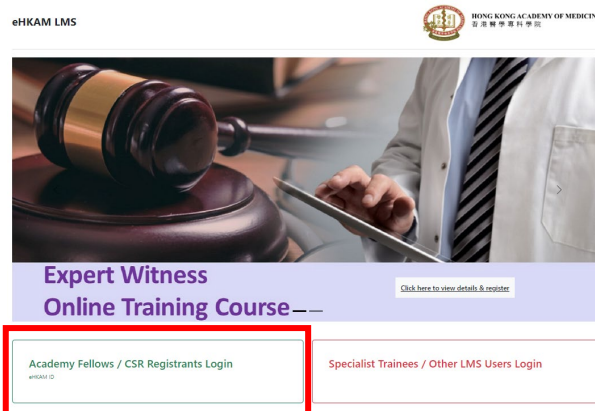 eHKAM LMS
HONG KONG ACADEMY OF MEDICIN
香港醫學專科學院
Expert Witness
Online Training Course
Click here to view details & register
Academy Fellows / CSR Registrants Login
eHKAM ID
Specialist Trainees / Other LMS Users Login